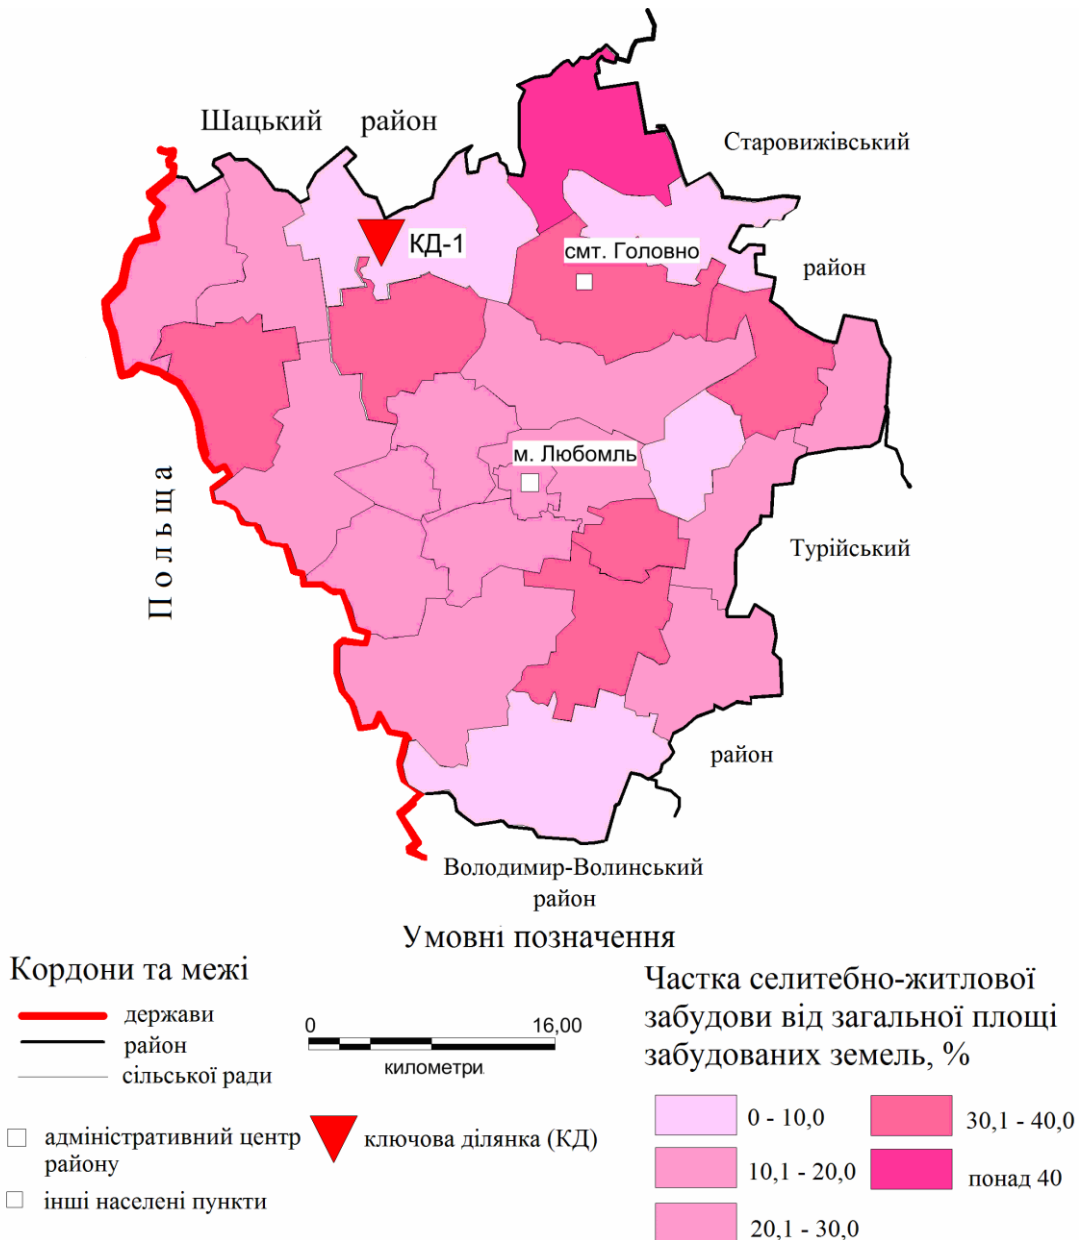 Шацький район
Старовижівський
район
КД-1
смт. Головно
м. Любомль
Польща
Турійський
район
Володимир-Волинський
район
Умовні позначення
Кордони та межі
держави
район
сільської ради
0 16,00
километри
адміністративний центр
району
інші населені пункти
ключова ділянка (КД)
Частка селитебно-житлової
забудови від загальної площі
забудованих земель, %
0 - 10,0
10,1 - 20,0
20,1 - 30,0
30,1 - 40,0
понад 40